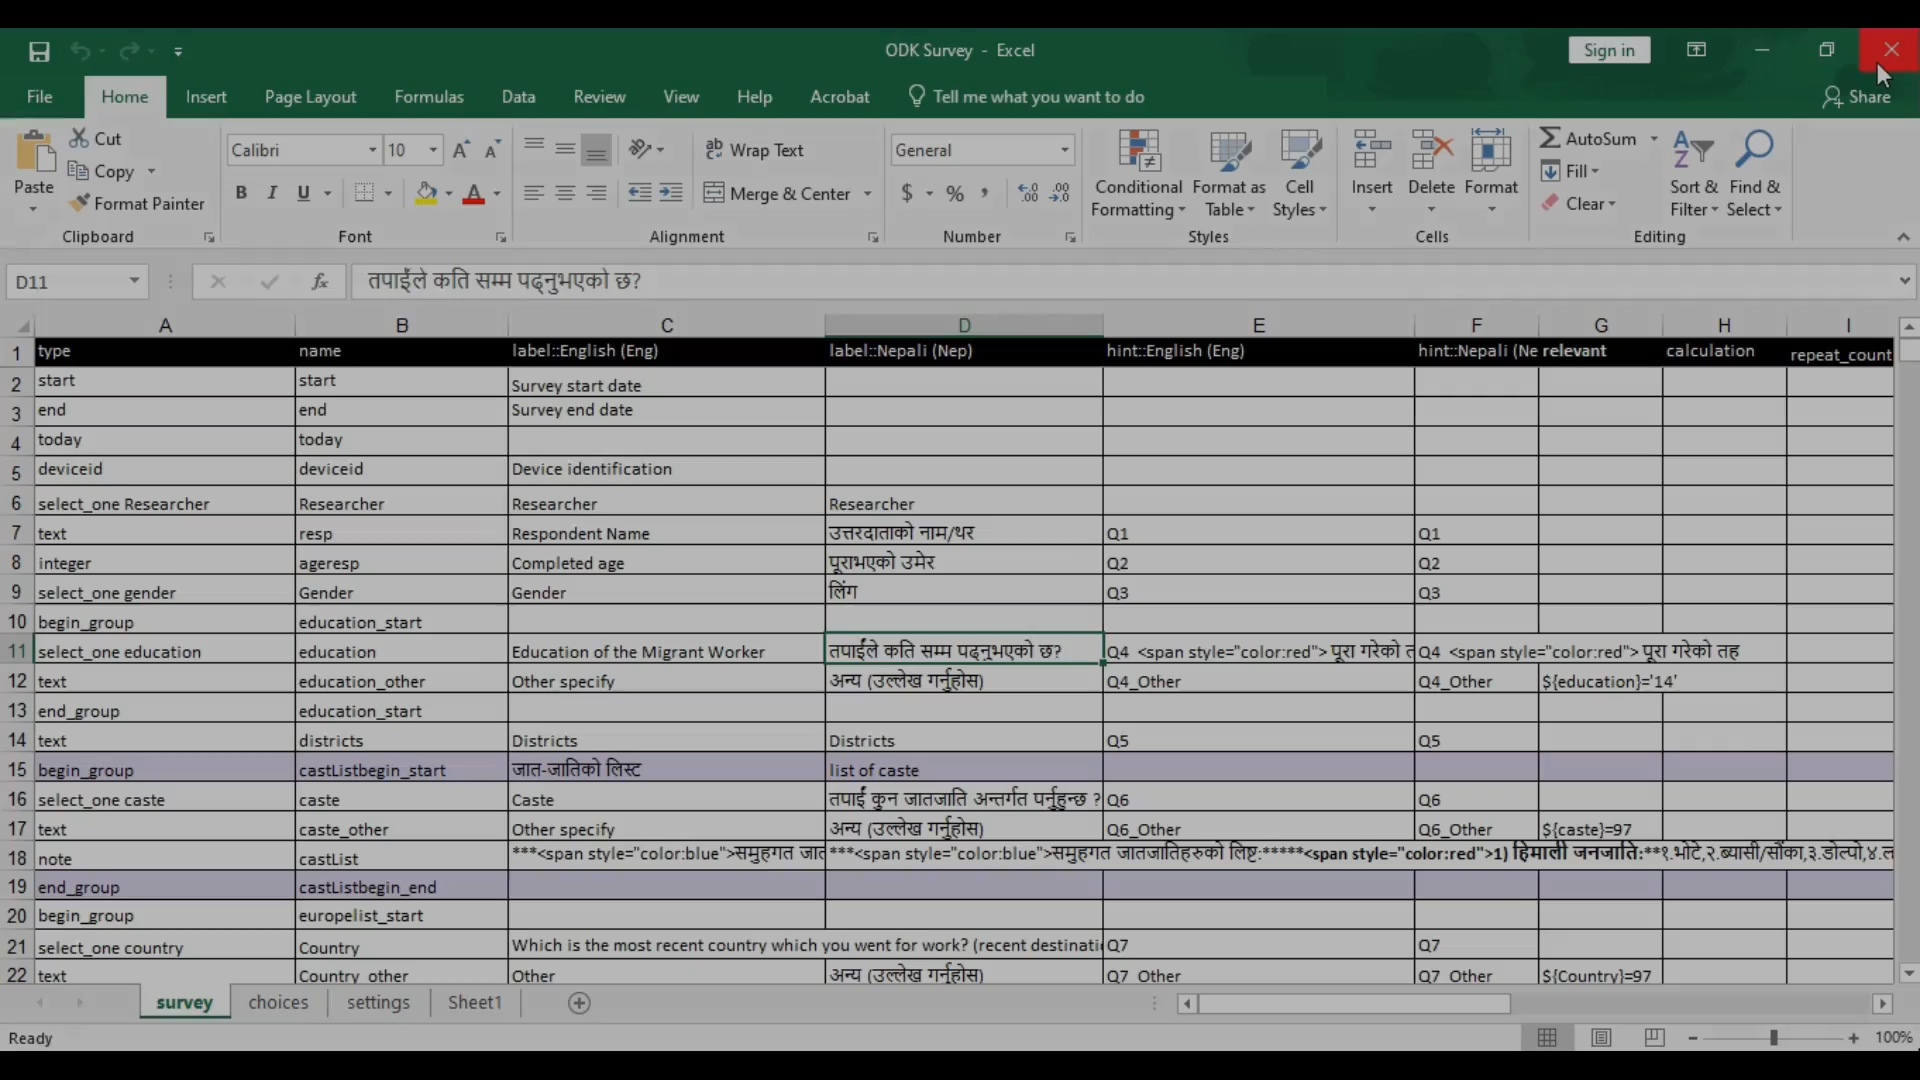 ODK Survey - Excel
Sign in
File Home Insert Page Layout Formulas Data Review View Help Acrobat Tell me what you want to do Share
Paste
Cut
Copy
Format Painter
Clipboard
Calibri 10
B I U
Font
Wrap Text
Merge & Center
Alignment
General
$ % ,
Number
Conditional Formatting
Format as Table
Cell Styles
Styles
Insert
Delete
Format
Cells
AutoSum
Fill
Clear
Sort & Filter
Find & Select
Editing
D11 fx तपाईंले कति सम्म पढ्नुभएको छ?
A B C D E F G H I
1 type name label::English (Eng) label::Nepali (Nep) hint::English (Eng) hint::Nepali (Ne relevant calculation repeat_count
2 start start Survey start date
3 end end Survey end date
4 today today
5 deviceid deviceid Device identification
6 select_one Researcher Researcher Researcher Researcher
7 text resp Respondent Name उत्तरदाताको नाम/थर Q1 Q1
8 integer ageresp Completed age पूराभएको उमेर Q2 Q2
9 select_one gender Gender Gender लिंग Q3 Q3
10 begin_group education_start
11 select_one education education Education of the Migrant Worker तपाईंले कति सम्म पढ्नुभएको छ? Q4 <span style="color:red"> पूरा गरेको त Q4 <span style="color:red"> पूरा गरेको तह
12 text education_other Other specify अन्य (उल्लेख गर्नुहोस) Q4_Other Q4_Other ${education}='14'
13 end_group education_start
14 text districts Districts Districts Q5 Q5
15 begin_group castListbegin_start जात-जातिको लिस्ट list of caste
16 select_one caste caste Caste तपाईं कुन जातजाति अन्तर्गत पर्नुहुन्छ ? Q6 Q6
17 text caste_other Other specify अन्य (उल्लेख गर्नुहोस) Q6_Other Q6_Other ${caste}=97
18 note castList ***<span style="color:blue">समुहगत जात ***<span style="color:blue">समुहगत जातजातिहरुको लिष्ट:*****<span style="color:red">1) हिमाली जनजाति:**१.भोटे,२.ब्यासी/सौंका,३.डोल्पो,४.ल
19 end_group castListbegin_end
20 begin_group europelist_start
21 select_one country Country Which is the most recent country which you went for work? (recent destinati Q7 Q7
22 text Country_other Other अन्य (उल्लेख गर्नुहोस) Q7_Other Q7_Other ${Country}=97
survey choices settings Sheet1
Ready 100%